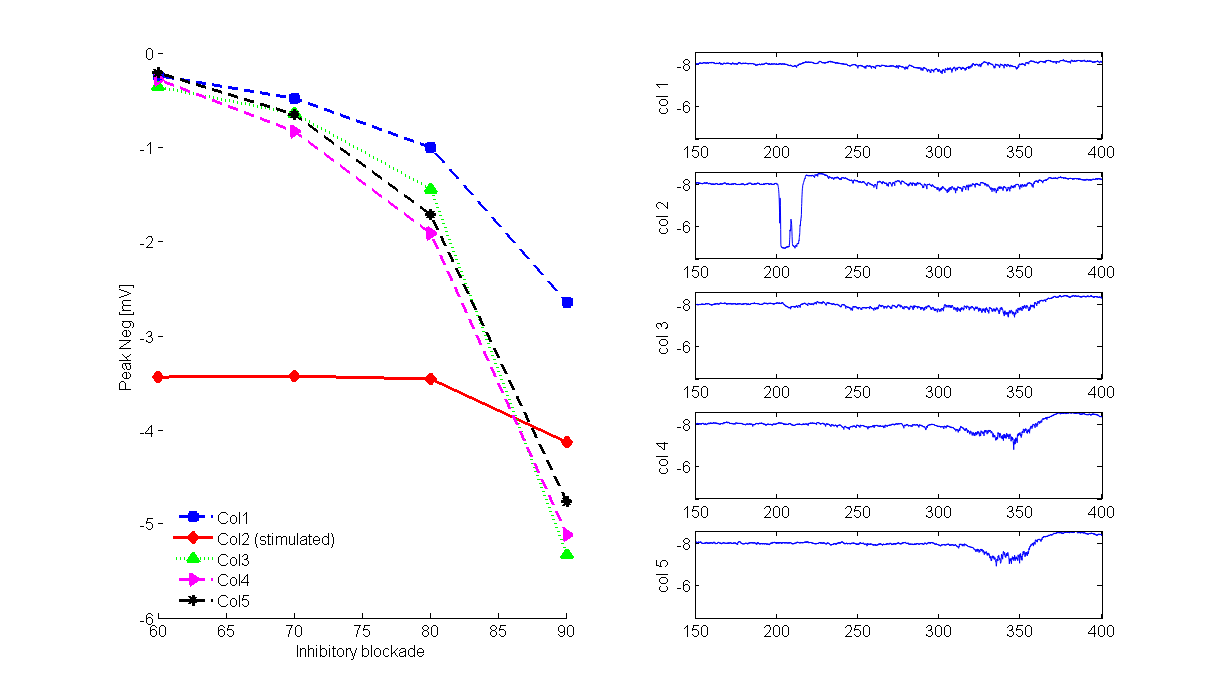 0
-1
-2
-3
-4
-5
-6
Peak Neg [mV]
60
65
70
75
80
85
90
Inhibitory blockade
Col1
Col2 (stimulated)
Col3
Col4
Col5
-8
-6
col 1
150 200 250 300 350 400
-8
-6
col 2
150 200 250 300 350 400
-8
-6
col 3
150 200 250 300 350 400
-8
-6
col 4
150 200 250 300 350 400
-8
-6
col 5
150 200 250 300 350 400